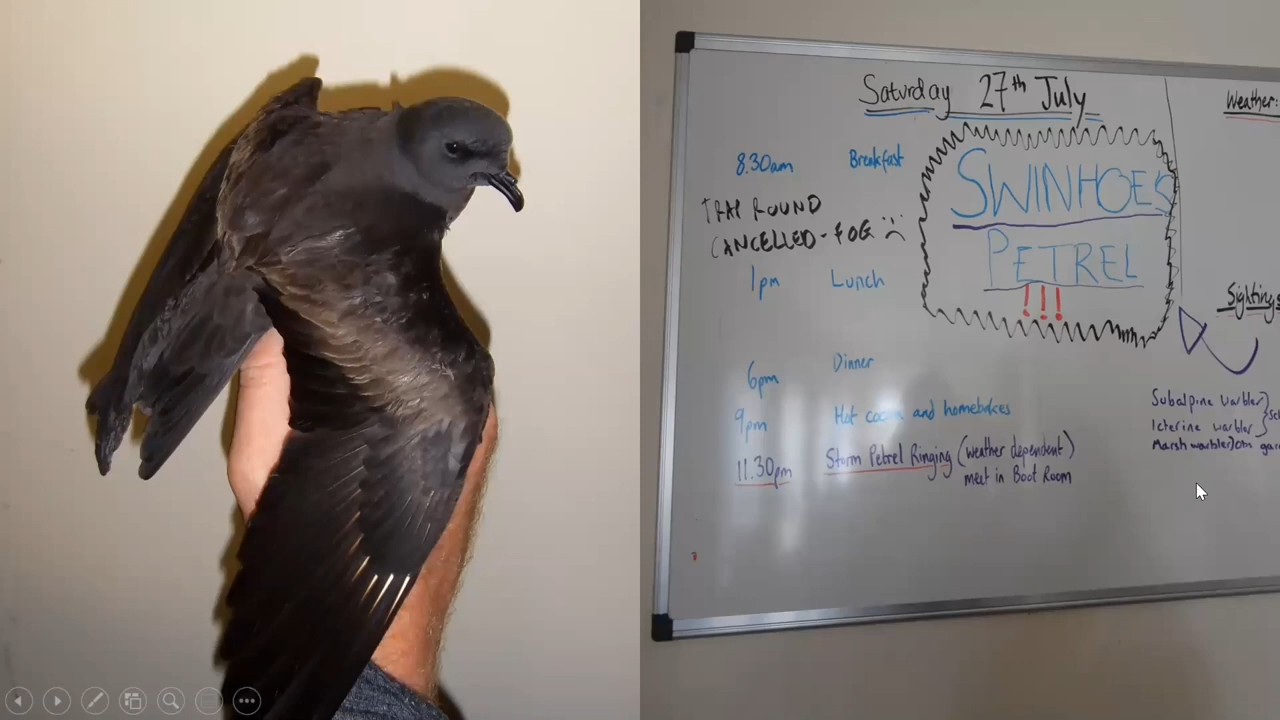 Saturday 27th July
Weather:
8.30am Breakfast
SWINHOE'S
PETREL
!!!
TRAP ROUND
CANCELLED - FOG :(
1pm Lunch
Sightings
6pm Dinner
9pm Hot cocoa and homebakes
11.30pm Storm Petrel Ringing (weather dependent)
meet in Boot Room
Subalpine Warbler
Icterine warbler
Marsh warbler